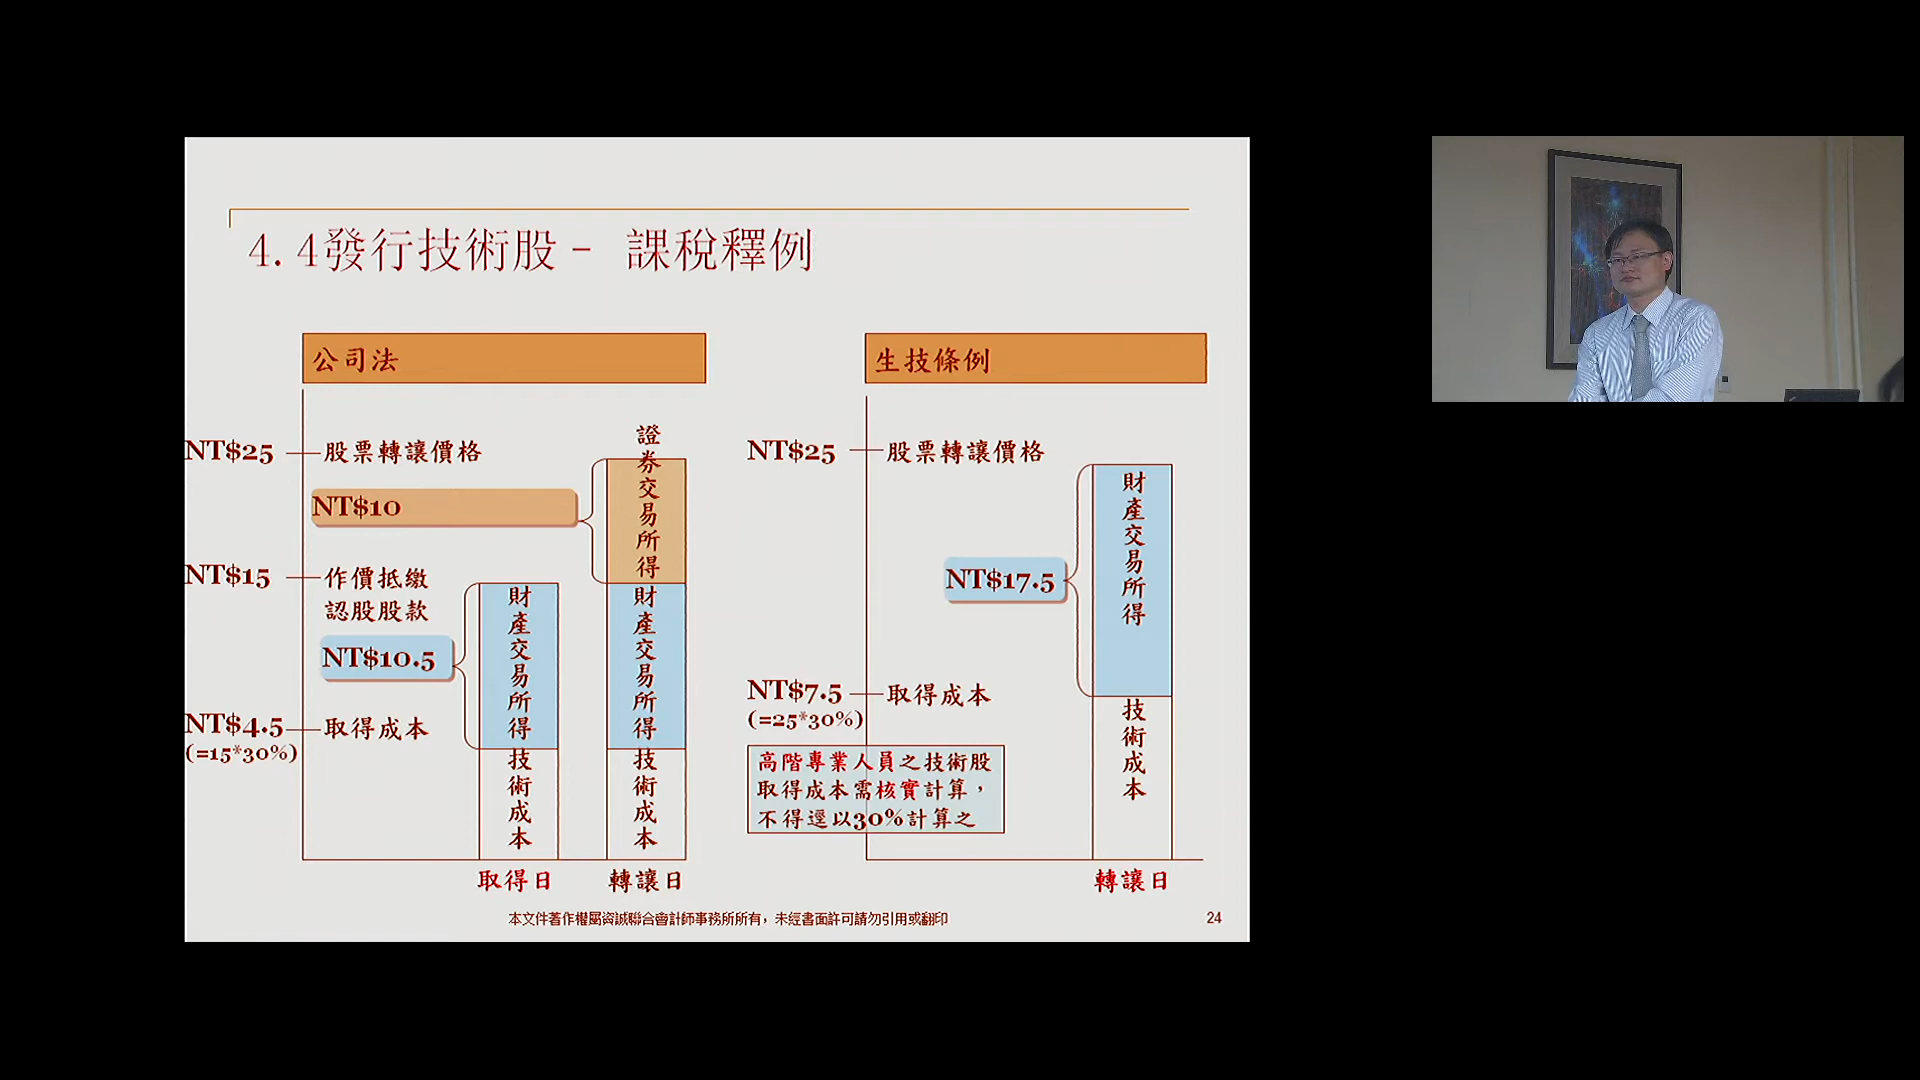 4.4發行技術股- 課稅釋例
公司法
NT$25
股票轉讓價格
NT$10
證券交易所得
NT$15
作價抵繳
認股股款
NT$10.5
財產交易所得
財產交易所得
NT$4.5
(=15*30%)
取得成本
技術成本
技術成本
取得日
轉讓日
生技條例
NT$25
股票轉讓價格
財產交易所得
NT$17.5
NT$7.5
(=25*30%)
取得成本
技術成本
高階專業人員之技術股
取得成本需核實計算，
不得逕以30%計算之
轉讓日
本文件著作權屬資誠聯合會計師事務所所有，未經書面許可請勿引用或翻印
24